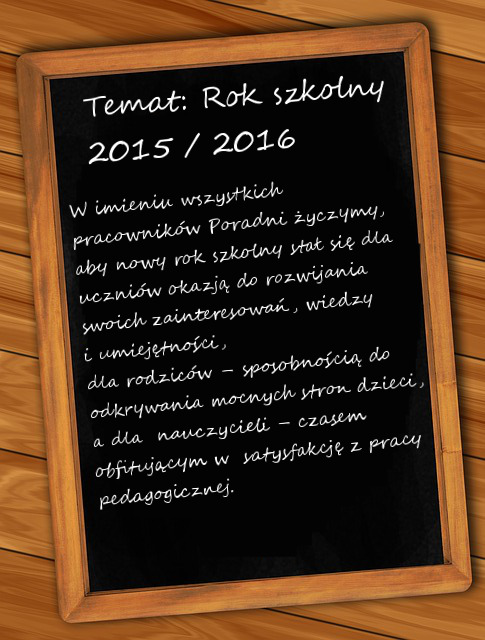 Temat: Rok szkolny
2015 / 2016
W imieniu wszystkich
pracowników Poradni życzymy,
aby nowy rok szkolny stał się dla
uczniów okazją do rozwijania
swoich zainteresowań, wiedzy
i umiejętności,
dla rodziców – sposobnością do
odkrywania mocnych stron dzieci,
a dla nauczycieli – czasem
obfitującym w satysfakcję z pracy
pedagogicznej.